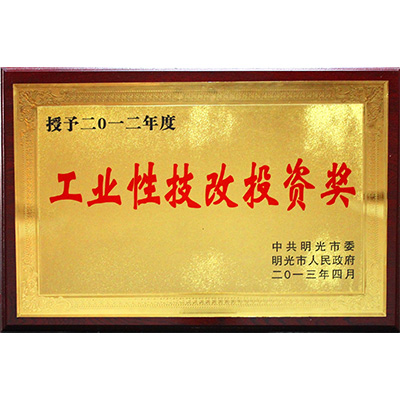 授予二0一二年度
工业性技改投资奖
中共明光市委
明光市人民政府
二0一三年四月